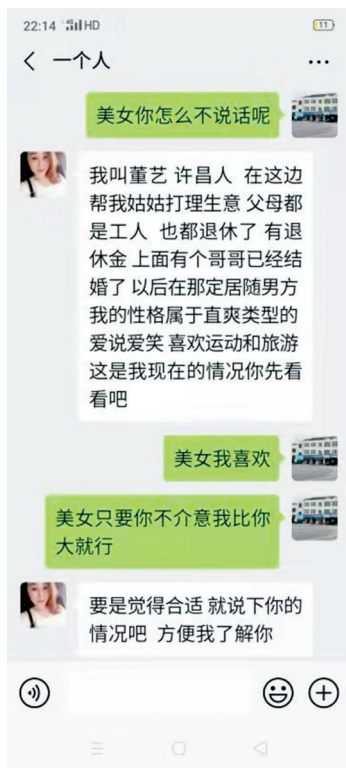 22:14 4G HD 11
一个人
美女你怎么不说话呢
我叫董艺 许昌人 在这边
帮我姑姑打理生意 父母都
是工人 也都退休了 有退
休金 上面有个哥哥已经结
婚了 以后在那定居随男方
我的性格属于直爽类型的
爱说爱笑 喜欢运动和旅游
这是我现在的情况你先看
看吧
美女我喜欢
美女只要你不介意我比你
大就行
要是觉得合适 就说下你的
情况吧 方便我了解你